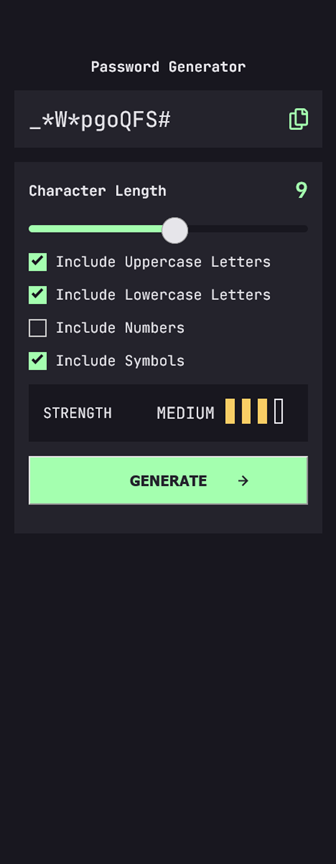 Password Generator
_*W*pgoQFS#
Character Length 9
Include Uppercase Letters
Include Lowercase Letters
Include Numbers
Include Symbols
STRENGTH MEDIUM
GENERATE →